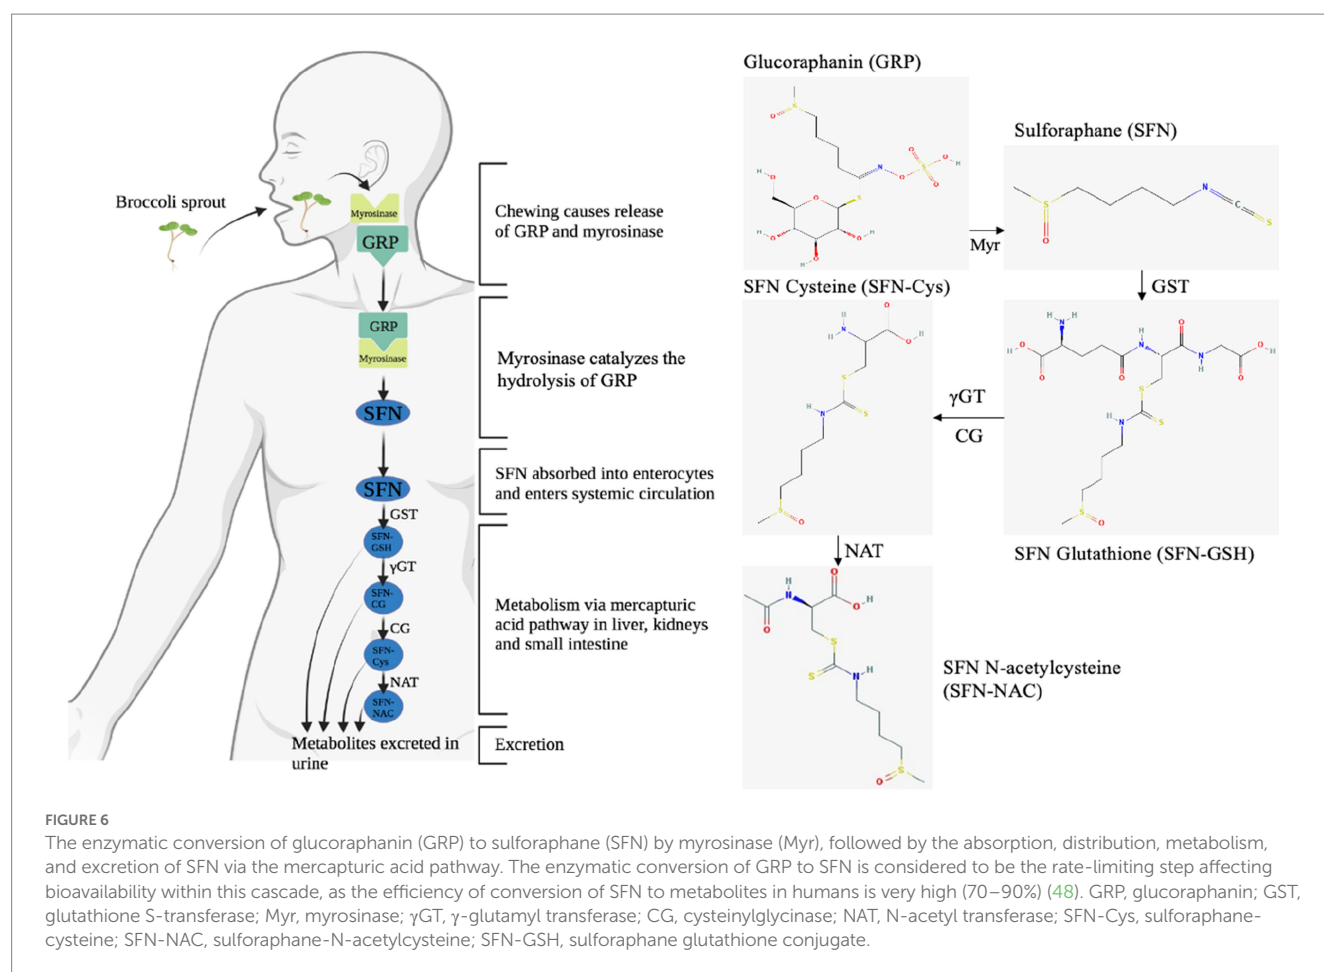 Broccoli sprout
Myrosinase
GRP
GRP
Myrosinase
SFN
SFN
GST
SFN-
GSH
γGT
SFN-
CG
CG
SFN-
Cys
NAT
SFN-
NAC
Metabolites excreted in
urine
Chewing causes release
of GRP and myrosinase
Myrosinase catalyzes the
hydrolysis of GRP
SFN absorbed into enterocytes
and enters systemic circulation
Metabolism via mercapturic
acid pathway in liver, kidneys
and small intestine
Excretion
Glucoraphanin (GRP)
Myr
Sulforaphane (SFN)
GST
SFN Glutathione (SFN-GSH)
γGT
CG
SFN Cysteine (SFN-Cys)
NAT
SFN N-acetylcysteine
(SFN-NAC)
FIGURE 6
The enzymatic conversion of glucoraphanin (GRP) to sulforaphane (SFN) by myrosinase (Myr), followed by the absorption, distribution, metabolism,
and excretion of SFN via the mercapturic acid pathway. The enzymatic conversion of GRP to SFN is considered to be the rate-limiting step affecting
bioavailability within this cascade, as the efficiency of conversion of SFN to metabolites in humans is very high (70–90%) (48). GRP, glucoraphanin; GST,
glutathione S-transferase; Myr, myrosinase; γGT, γ-glutamyl transferase; CG, cysteinylglycinase; NAT, N-acetyl transferase; SFN-Cys, sulforaphane-
cysteine; SFN-NAC, sulforaphane-N-acetylcysteine; SFN-GSH, sulforaphane glutathione conjugate.